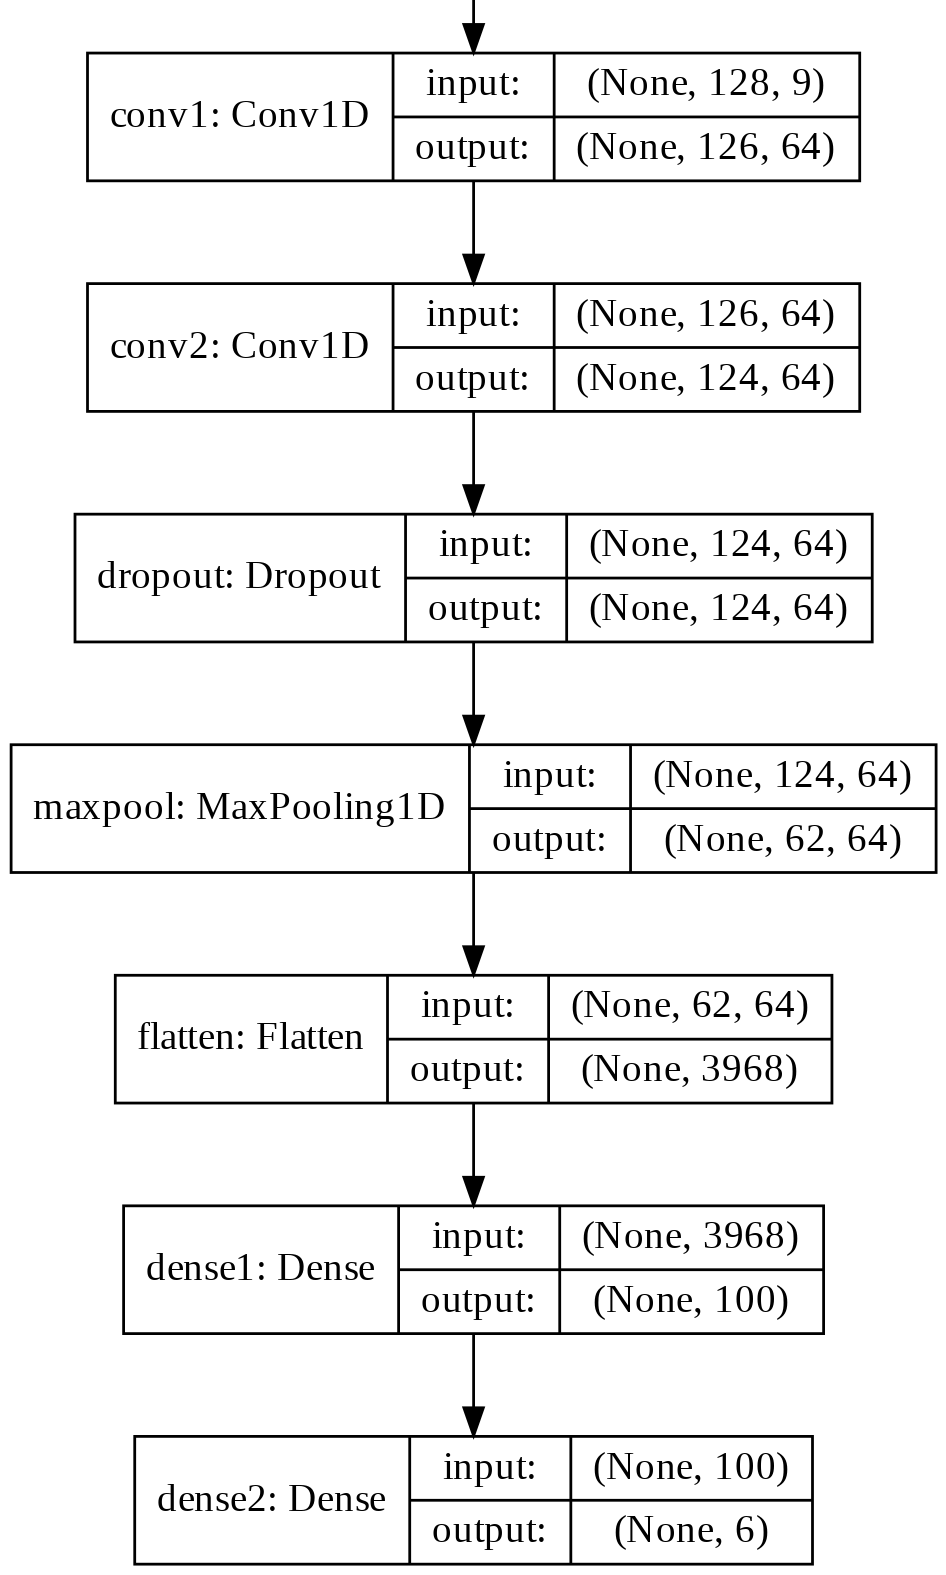 conv1: Conv1D
input:
(None, 128, 9)
output:
(None, 126, 64)
conv2: Conv1D
input:
(None, 126, 64)
output:
(None, 124, 64)
dropout: Dropout
input:
(None, 124, 64)
output:
(None, 124, 64)
maxpool: MaxPooling1D
input:
(None, 124, 64)
output:
(None, 62, 64)
flatten: Flatten
input:
(None, 62, 64)
output:
(None, 3968)
dense1: Dense
input:
(None, 3968)
output:
(None, 100)
dense2: Dense
input:
(None, 100)
output:
(None, 6)